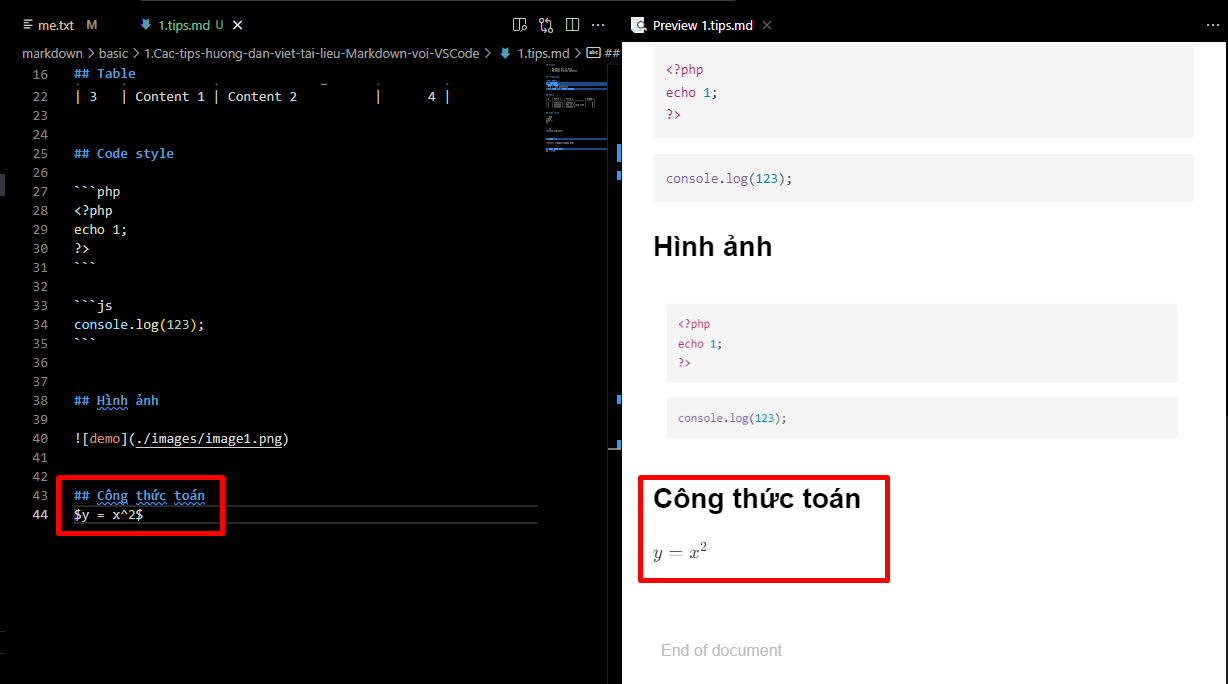 me.txt M
1.tips.md U
markdown > basic > 1.Cac-tips-huong-dan-viet-tai-lieu-Markdown-voi-VSCode > 1.tips.md > ##
16 ## Table
22 | 3 | Content 1 | Content 2 | 4 |
23
24
25 ## Code style
26
27 ```php
28 <?php
29 echo 1;
30 ?>
31 ```
32
33 ```js
34 console.log(123);
35 ```
36
37
38 ## Hình ảnh
39
40 ![demo](./images/image1.png)
41
42
43 ## Công thức toán
44 $y = x^2$
Preview 1.tips.md
<?php
echo 1;
?>
console.log(123);
Hình ảnh
<?php
echo 1;
?>
console.log(123);
Công thức toán
y = x²
End of document